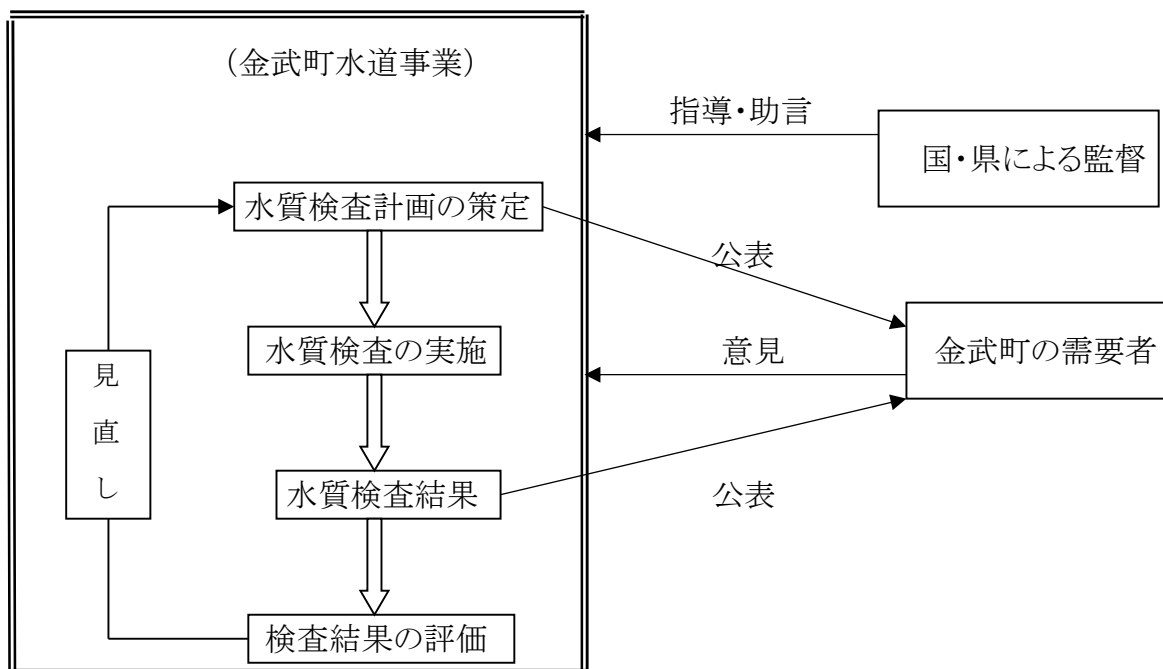 (金武町水道事業)
指導・助言
国・県による監督
水質検査計画の策定
公表
水質検査の実施
意見
金武町の需要者
見
直
し
水質検査結果
公表
検査結果の評価